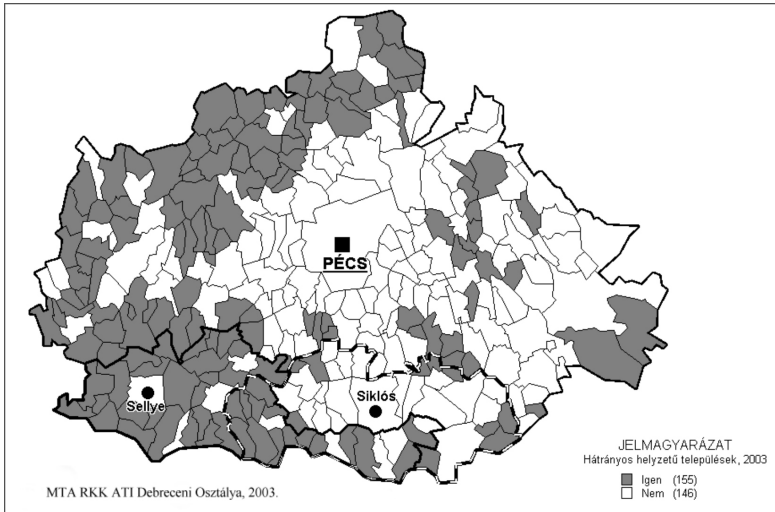 PÉCS
Siklós
Sellye
JELMAGYARÁZAT
Hátrányos helyzetű települések, 2003
Igen (155)
Nem (146)
MTA RKK ATI Debreceni Osztálya, 2003.